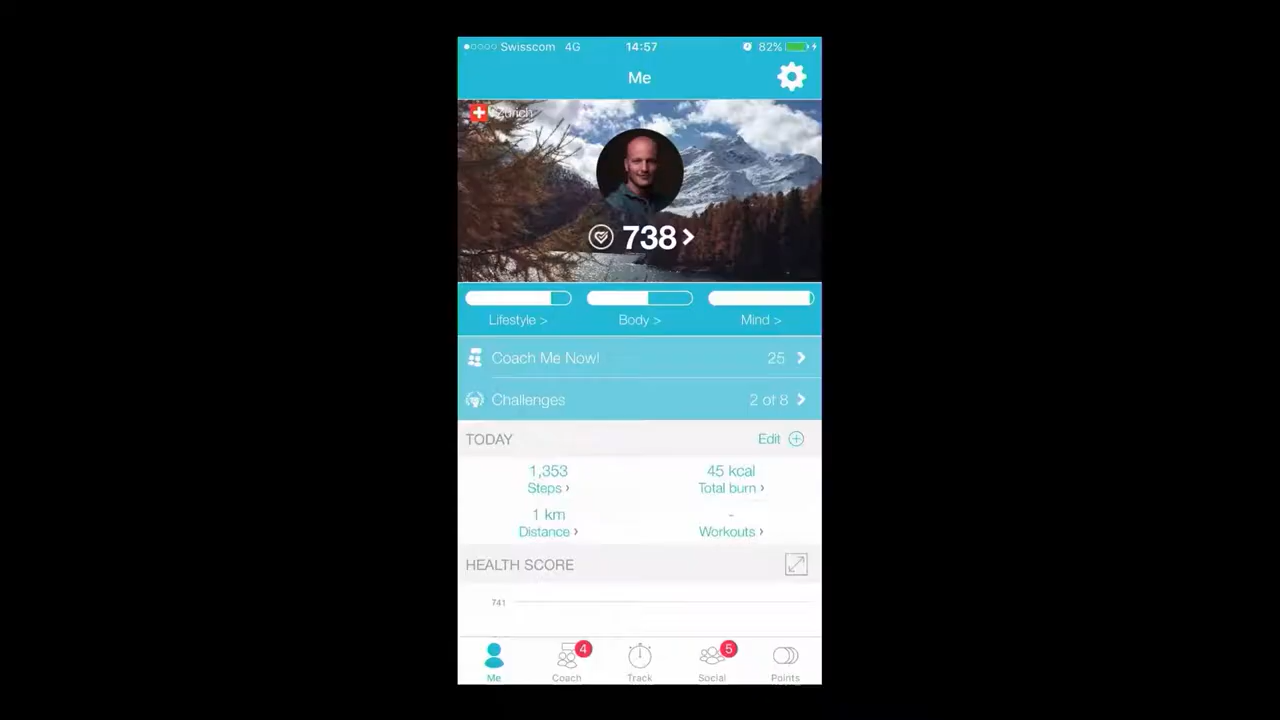 Swisscom 4G 14:57 82%
Me
Zürich
738 >
Lifestyle > Body > Mind >
Coach Me Now! 25 >
Challenges 2 of 8 >
TODAY Edit
1,353 45 kcal
Steps > Total burn >
1 km -
Distance > Workouts >
HEALTH SCORE
741
4 5
Me Coach Track Social Points